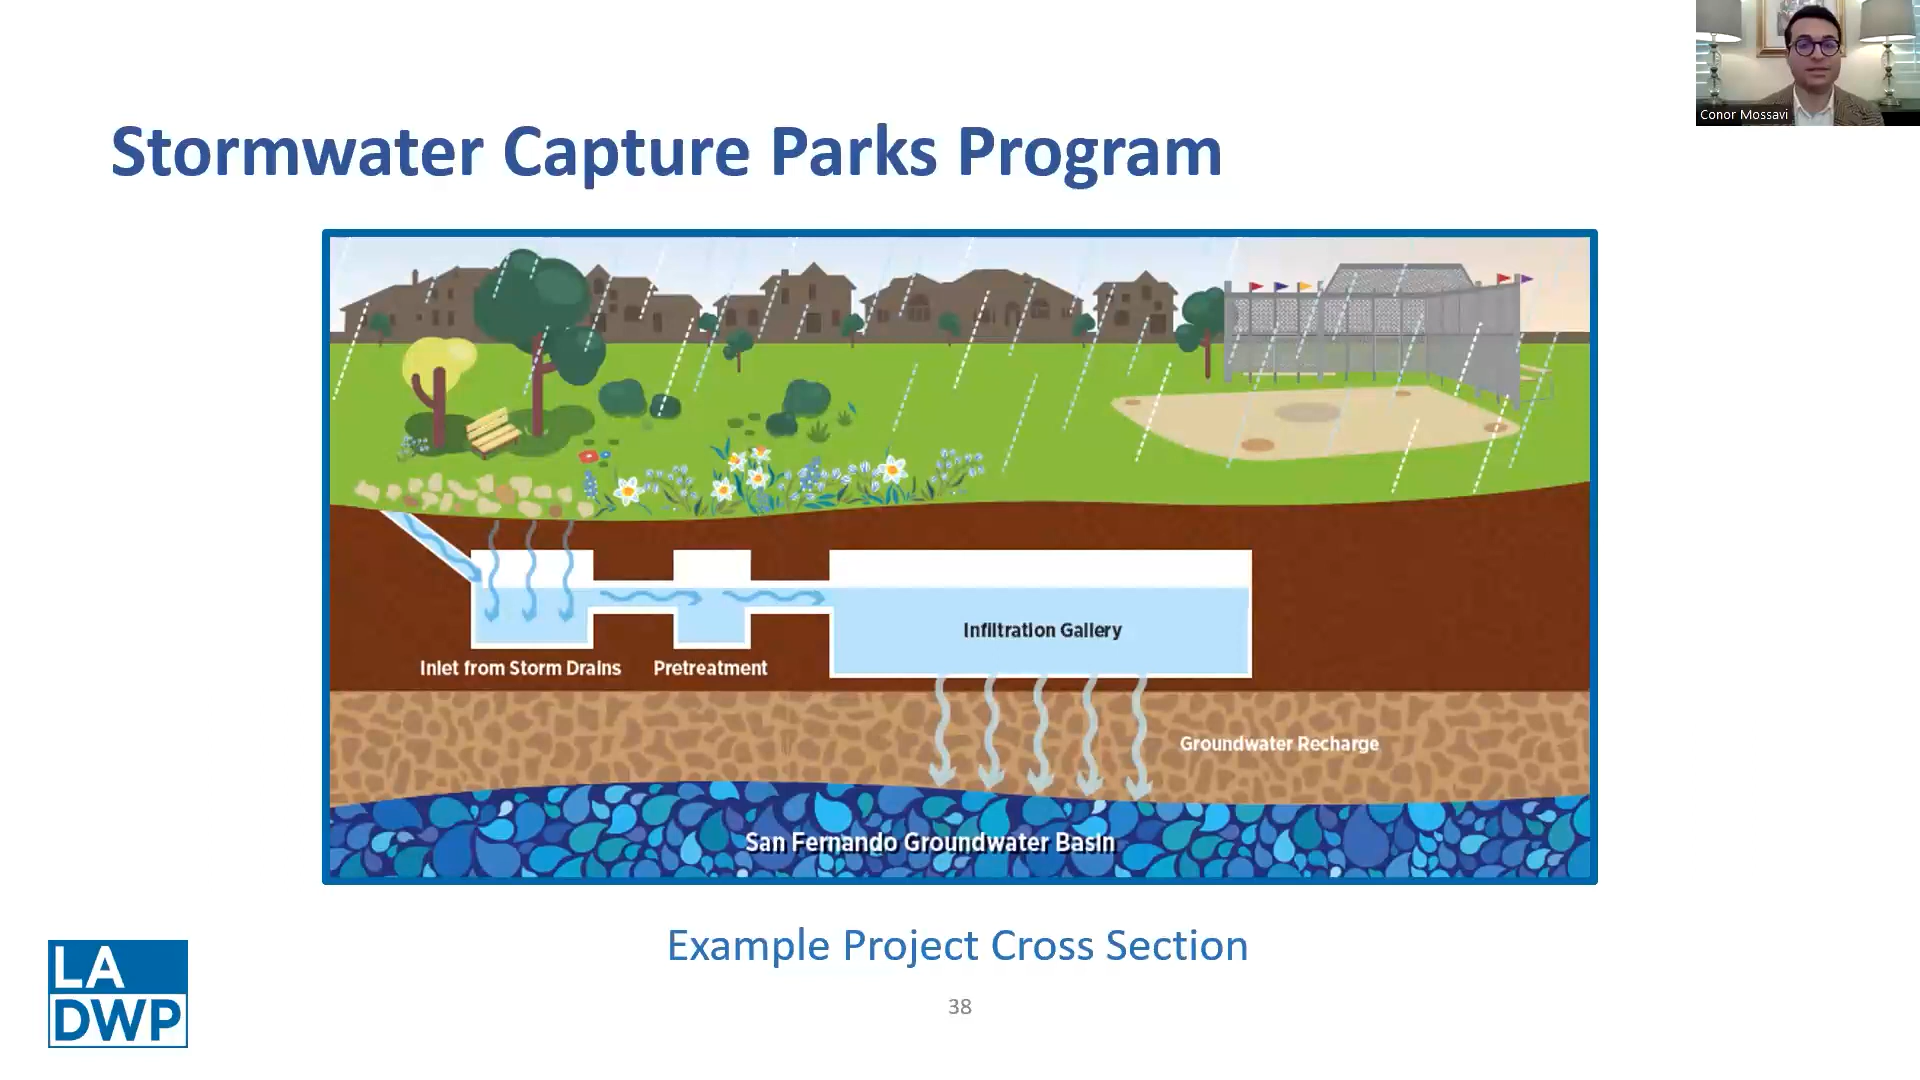 Conor Mossavi
Stormwater Capture Parks Program
Infiltration Gallery
Inlet from Storm Drains
Pretreatment
Groundwater Recharge
San Fernando Groundwater Basin
Example Project Cross Section
LA
DWP
38